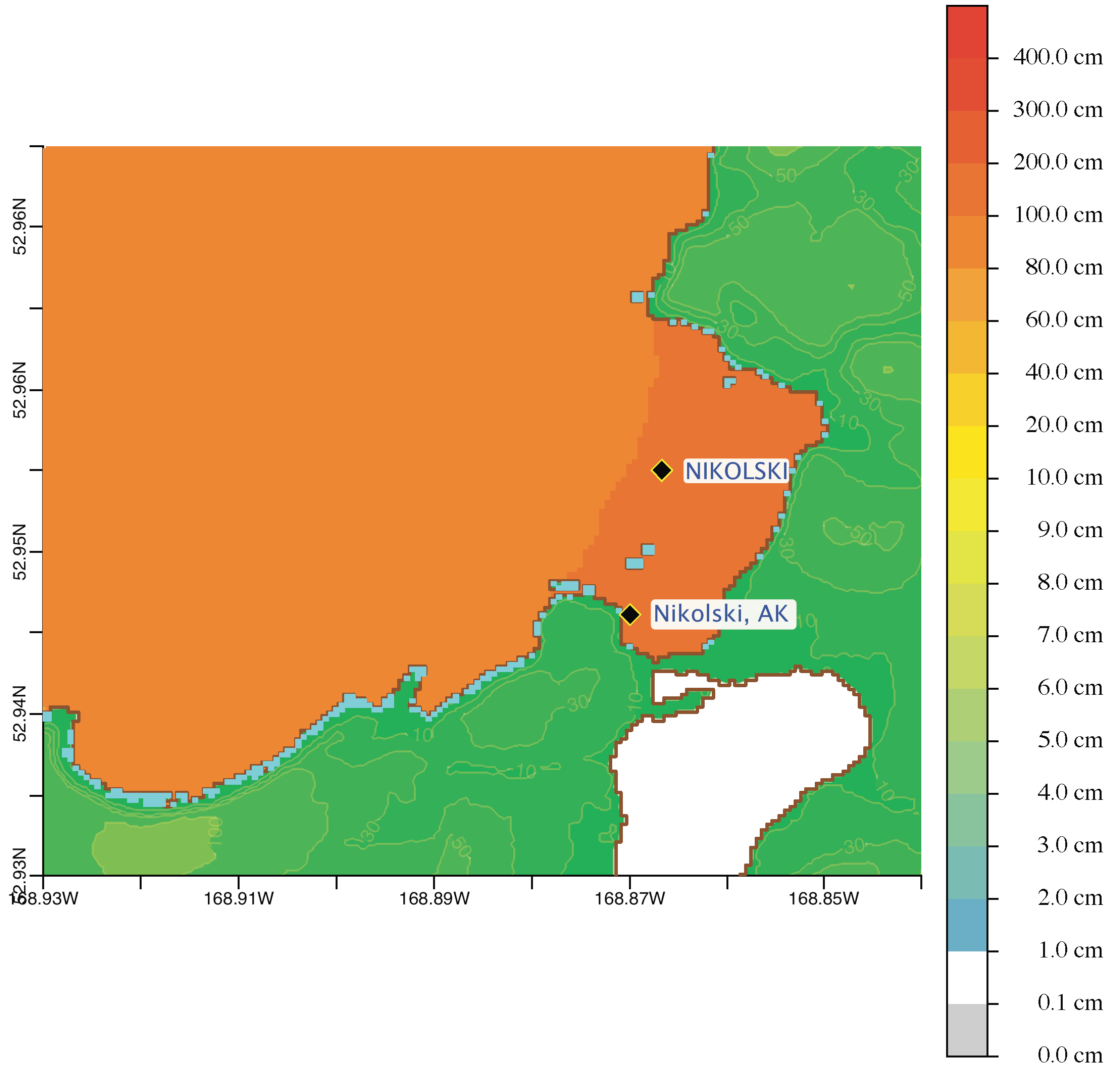 400.0 cm
300.0 cm
200.0 cm
100.0 cm
80.0 cm
60.0 cm
40.0 cm
20.0 cm
10.0 cm
9.0 cm
8.0 cm
7.0 cm
6.0 cm
5.0 cm
4.0 cm
3.0 cm
2.0 cm
1.0 cm
0.1 cm
0.0 cm
52.96N
52.96N
52.95N
52.94N
52.93N
168.93W
168.91W
168.89W
168.87W
168.85W
NIKOLSKI
Nikolski, AK
50
30
50
50
30
30
10
50
30
10
30
10
10
10
100
30
50
10
30